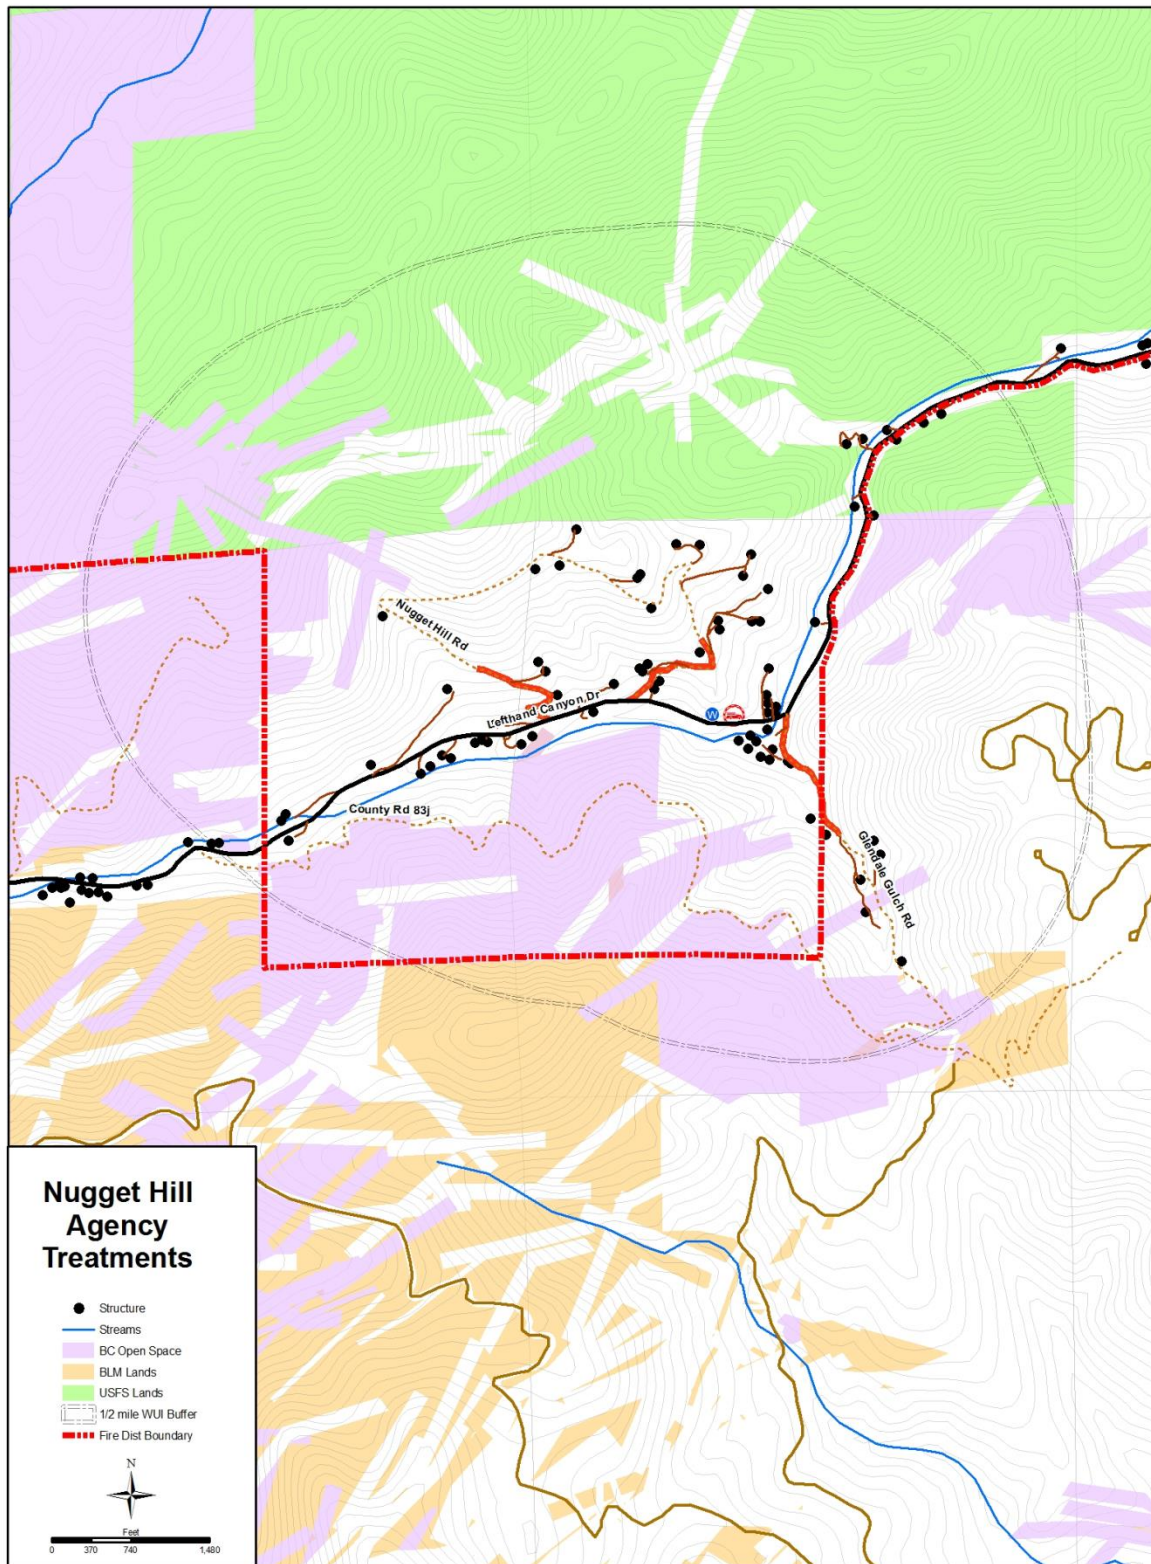 Nugget Hill Rd
Lefthand Canyon Dr
W
County Rd 83j
Glendale Gulch Rd
Nugget Hill
Agency
Treatments
Structure
Streams
BC Open Space
BLM Lands
USFS Lands
1/2 mile WUI Buffer
Fire Dist Boundary
N
Feet
0 370 740 1,480